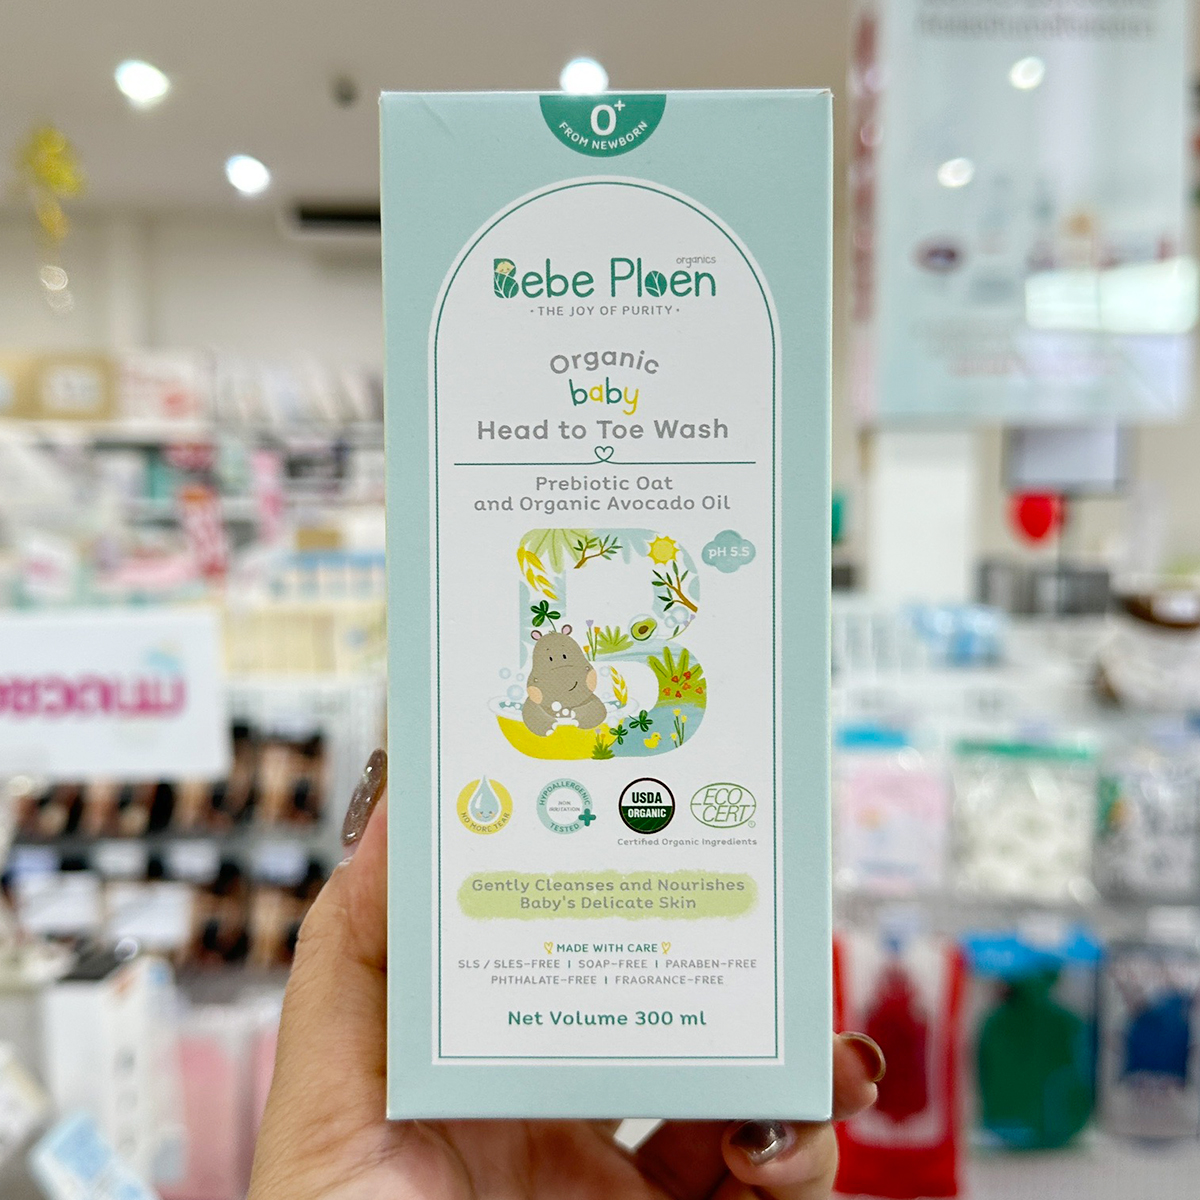 0+
FROM NEWBORN
organics
Bebe Ploen
· THE JOY OF PURITY ·
Organic
baby
Head to Toe Wash
Prebiotic Oat
and Organic Avocado Oil
pH 5.5
NO MORE TEAR
HYPOALLERGENIC
NON
IRRITATION
TESTED
USDA
ORGANIC
ECO
CERT
Certified Organic Ingredients
Gently Cleanses and Nourishes
Baby's Delicate Skin
MADE WITH CARE
SLS / SLES-FREE I SOAP-FREE I PARABEN-FREE
PHTHALATE-FREE I FRAGRANCE-FREE
Net Volume 300 ml